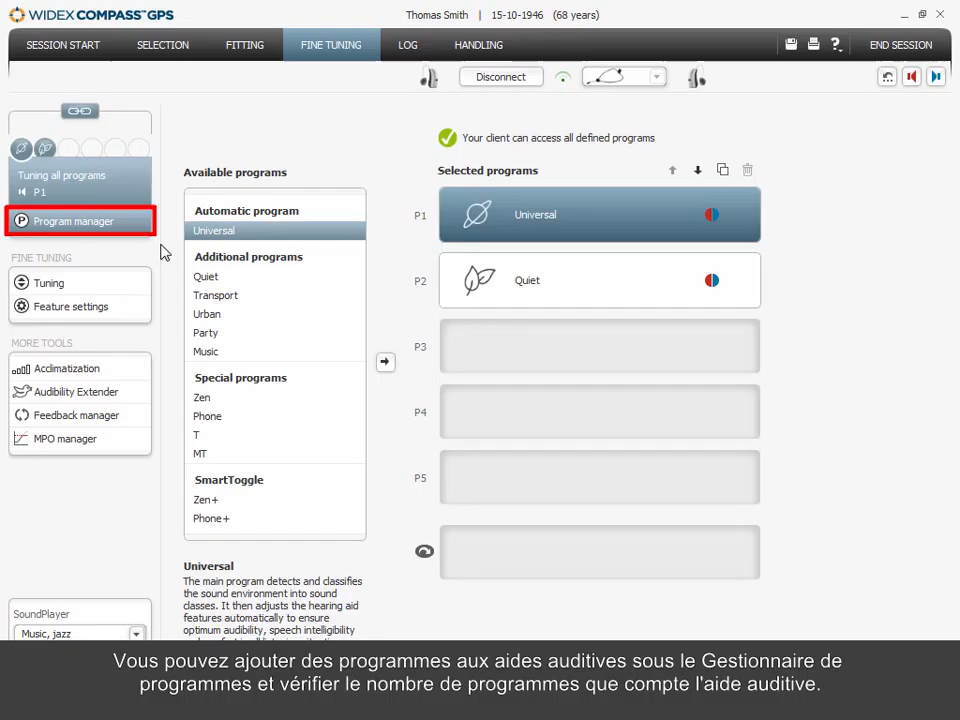 WIDEX COMPASS™ GPS
Thomas Smith | 15-10-1946 (68 years)
SESSION START SELECTION FITTING FINE TUNING LOG HANDLING END SESSION
Disconnect
Tuning all programs
P1
Program manager
FINE TUNING
Tuning
Feature settings
MORE TOOLS
Acclimatization
Audibility Extender
Feedback manager
MPO manager
SoundPlayer
Music, jazz
Available programs
Automatic program
Universal
Additional programs
Quiet
Transport
Urban
Party
Music
Special programs
Zen
Phone
T
MT
SmartToggle
Zen+
Phone+
Universal
The main program detects and classifies
the sound environment into sound
classes. It then adjusts the hearing aid
features automatically to ensure
optimum audibility, speech intelligibility
Your client can access all defined programs
Selected programs
P1 Universal
P2 Quiet
P3
P4
P5
Vous pouvez ajouter des programmes aux aides auditives sous le Gestionnaire de
programmes et vérifier le nombre de programmes que compte l'aide auditive.